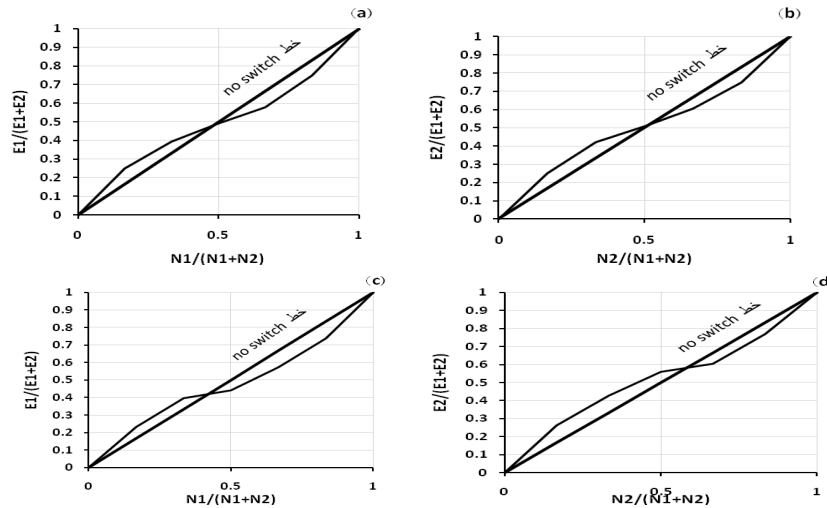 (a)
E1/(E1+E2)
1
0.9
0.8
0.7
0.6
0.5
0.4
0.3
0.2
0.1
0
no switch خط
0 0.5 1
N1/(N1+N2)
(b)
E2/(E1+E2)
1
0.9
0.8
0.7
0.6
0.5
0.4
0.3
0.2
0.1
0
no switch خط
0 0.5 1
N2/(N1+N2)
(c)
E1/(E1+E2)
1
0.9
0.8
0.7
0.6
0.5
0.4
0.3
0.2
0.1
0
no switch خط
0 0.5 1
N1/(N1+N2)
(d
E2/(E1+E2)
1
0.9
0.8
0.7
0.6
0.5
0.4
0.3
0.2
0.1
0
no switch خط
0 0.5 1
N2/(N1+N2)